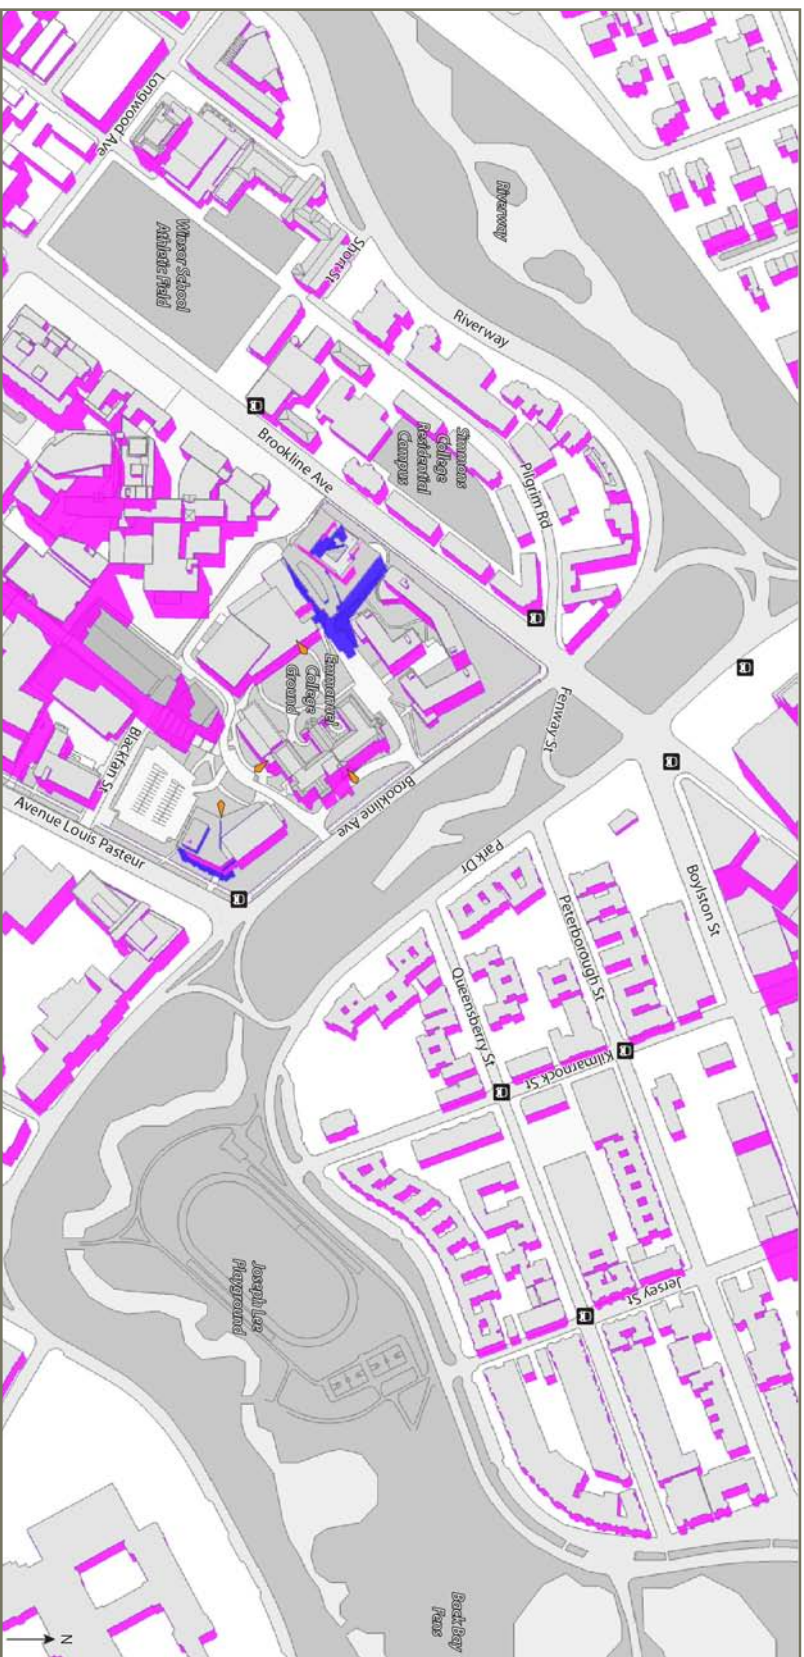 Longwood Ave
Winsor School
Athletic Field
Short St
Riverway
Riverway
Brookline Ave
Simmons
College
Residential
Campus
Pilgrim Rd
Emmanuel
College
Ground
Fenway St
Blackfan St
Avenue Louis Pasteur
Brookline Ave
Park Dr
Peterborough St
Boylston St
Queensberry St
Kilmarnock St
Jersey St
Joseph Lee
Playground
Back Bay
Fens
N